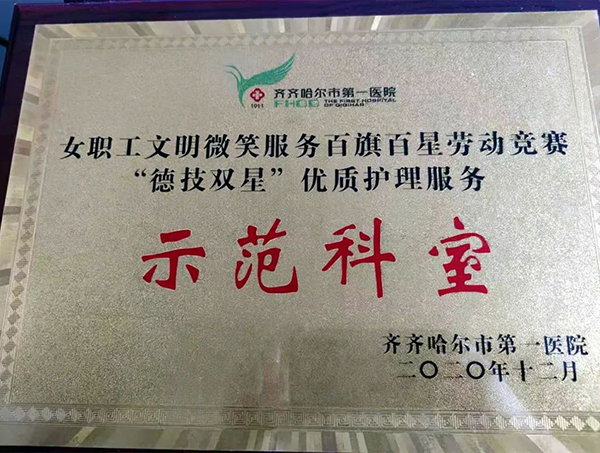 齐齐哈尔市第一医院
FHOQ THE FIRST HOSPITAL OF QIQIHAR
1911
女职工文明微笑服务百旗百星劳动竞赛
“德技双星”优质护理服务
示范科室
齐齐哈尔市第一医院
二〇二〇年十二月